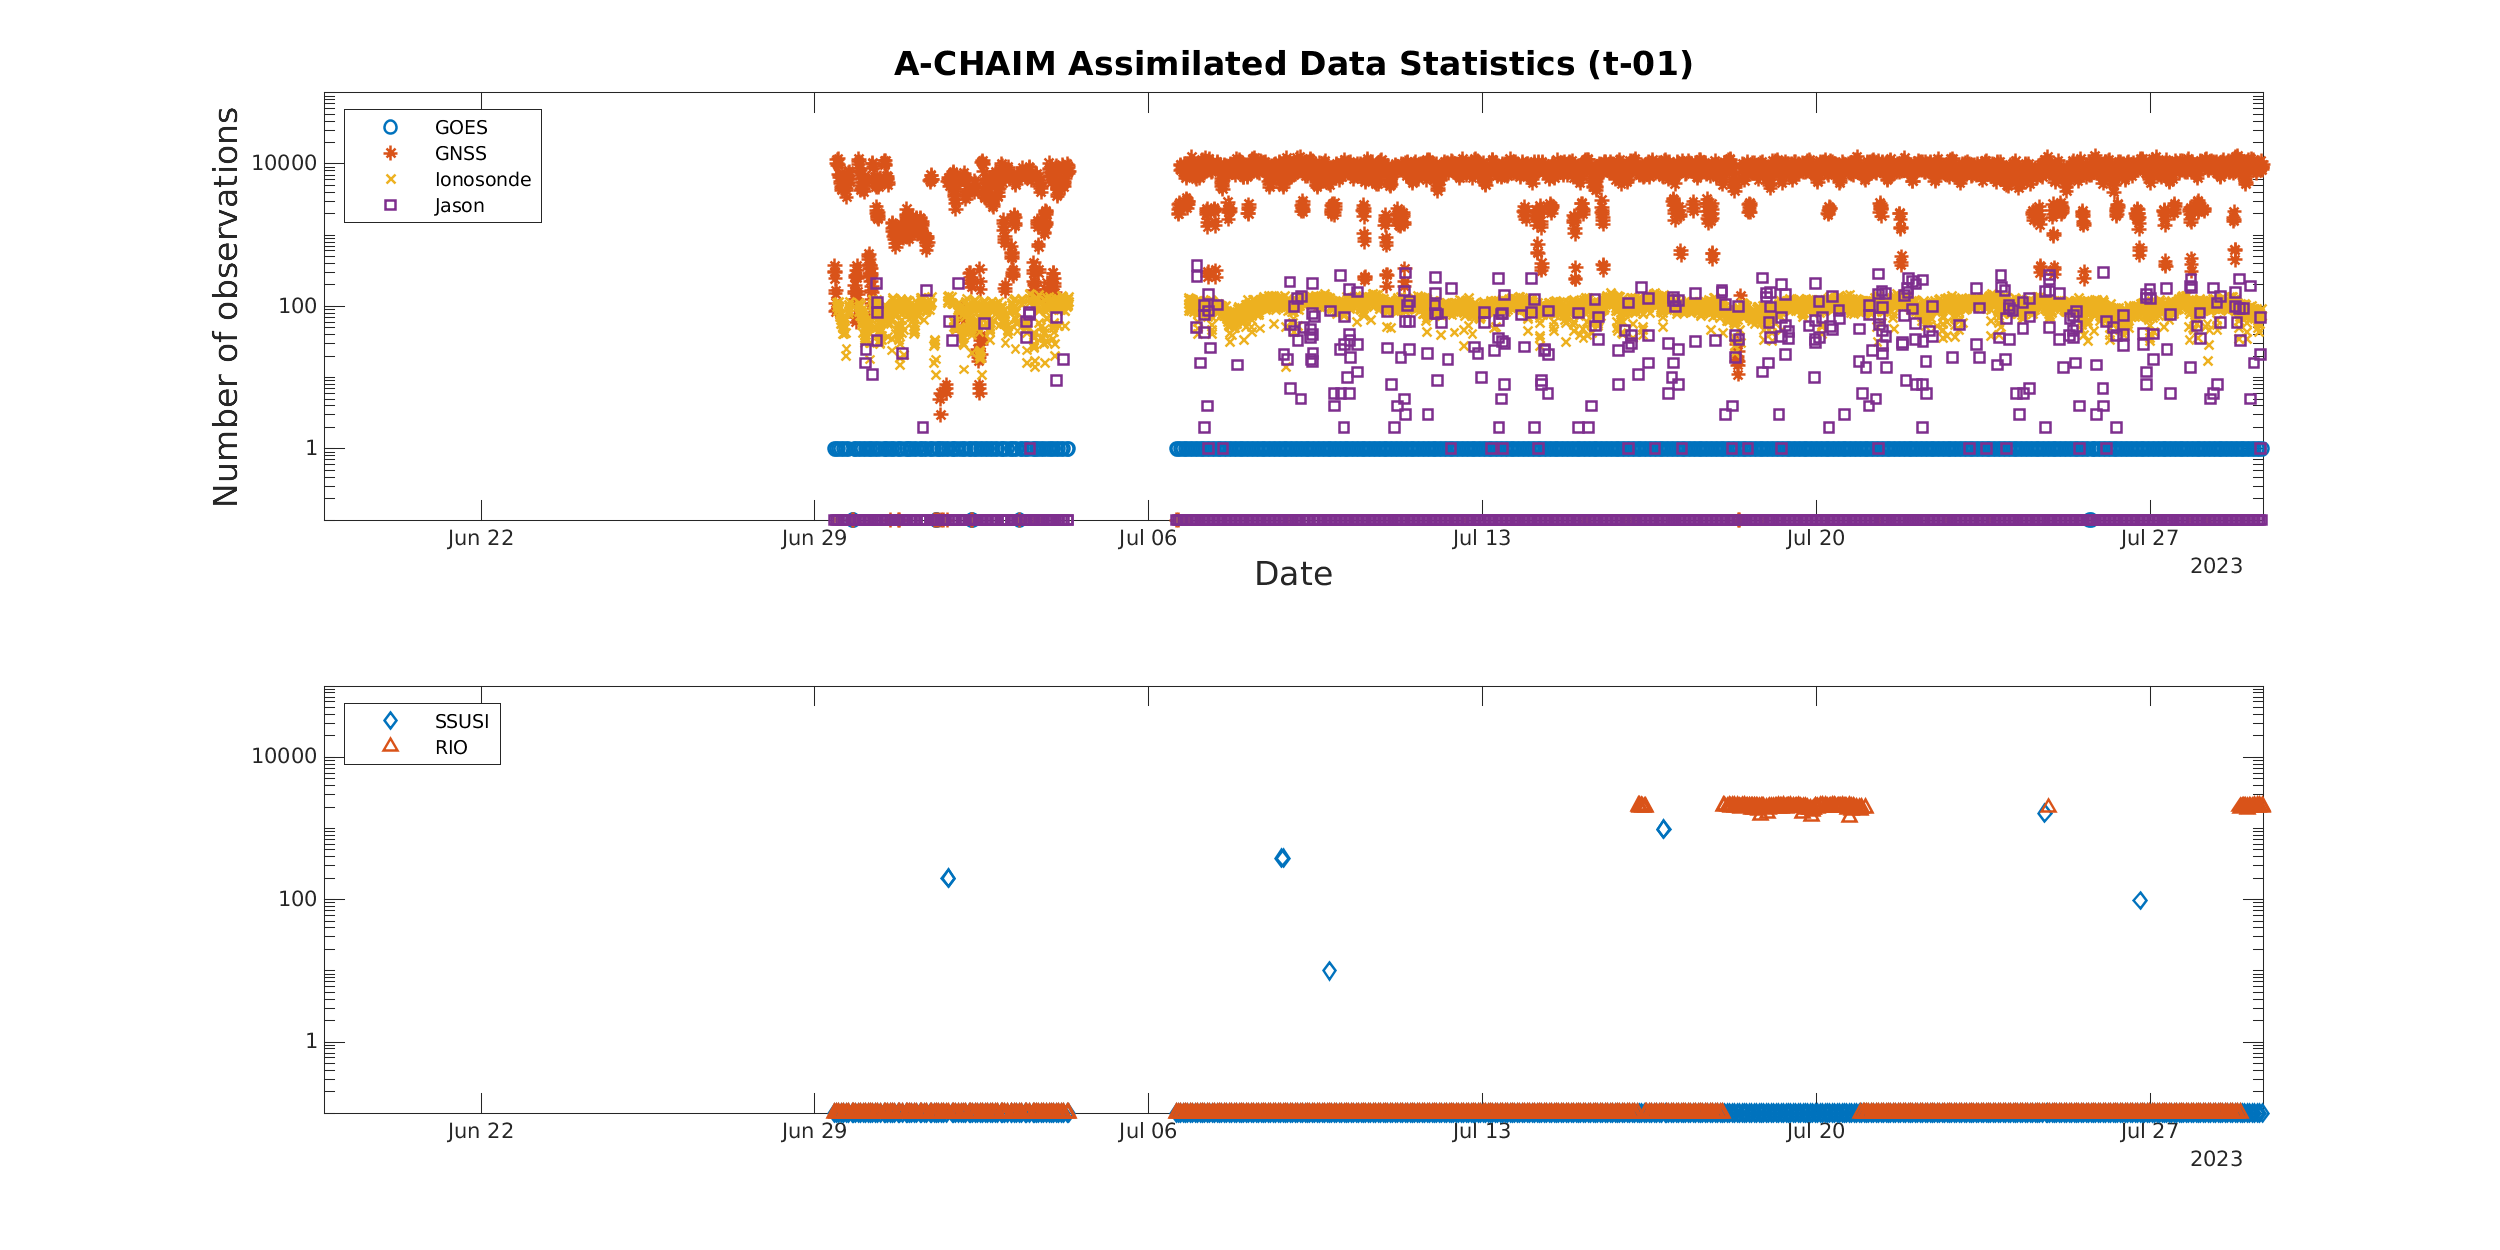 A-CHAIM Assimilated Data Statistics (t-01)
Number of observations
10000
100
1
GOES
GNSS
Ionosonde
Jason
Jun 22
Jun 29
Jul 06
Jul 13
Jul 20
Jul 27
2023
Date
10000
100
1
SSUSI
RIO
Jun 22
Jun 29
Jul 06
Jul 13
Jul 20
Jul 27
2023